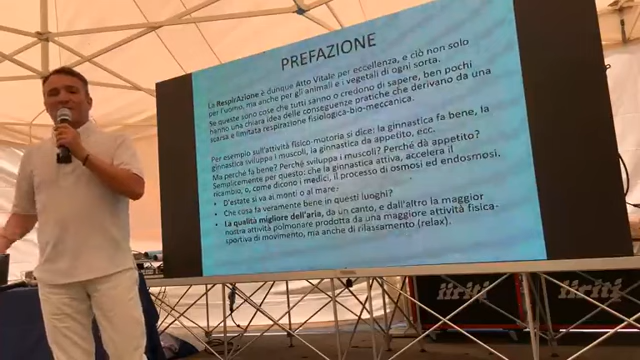 PREFAZIONE
La RespirAzione è dunque Atto Vitale per eccellenza, e ciò non solo
per l'uomo, ma anche per gli animali e i vegetali di ogni sorta.
Se queste sono cose che tutti sanno o credono di sapere, ben pochi
hanno una chiara idea delle conseguenze pratiche che derivano da una
scarsa e limitata respirazione fisiologica-bio-meccanica.
Per esempio sull'attività fisico-motoria si dice: la ginnastica fa bene, la
ginnastica sviluppa i muscoli, la ginnastica dà appetito, ecc.
Ma perché fa bene? Perché sviluppa i muscoli? Perché dà appetito?
Semplicemente per questo: che la ginnastica attiva, accelera il
ricambio, o, come dicono i medici, il processo di osmosi ed endosmosi.
• D'estate si va ai monti o al mare.
• Che cosa fa veramente bene in questi luoghi?
• La qualità migliore dell'aria, da un canto, e dall'altro la maggior
nostra attività polmonare prodotta da una maggiore attività fisica-
sportiva di movimento, ma anche di rilassamento (relax).
iiriti
iiriti